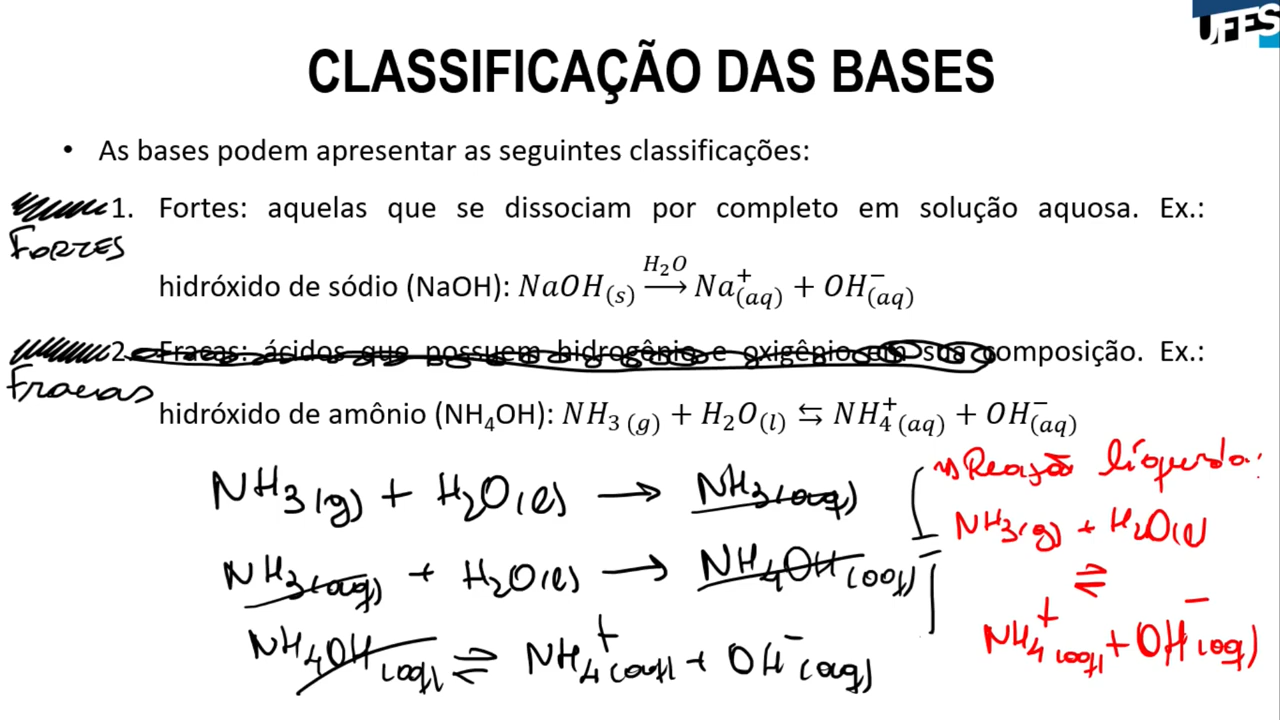 UFES
CLASSIFICAÇÃO DAS BASES
• As bases podem apresentar as seguintes classificações:
1. Fortes: aquelas que se dissociam por completo em solução aquosa. Ex.:
FORTES
hidróxido de sódio (NaOH): NaOH(s) —H₂O→ Na⁺(aq) + OH⁻(aq)
2. Fracas: ácidos que possuem hidrogênio e oxigênio em sua composição. Ex.:
Fracas
hidróxido de amônio (NH₄OH): NH₃ (g) + H₂O(l) ⇆ NH₄⁺(aq) + OH⁻(aq)
NH₃(g) + H₂O(l) → NH₃(aq)
NH₃(aq) + H₂O(l) → NH₄OH(aq)
NH₄OH(aq) ⇌ NH₄⁺(aq) + OH⁻(aq)
Reação líquida:
NH₃(g) + H₂O(l)
⇌
NH₄⁺(aq) + OH⁻(aq)